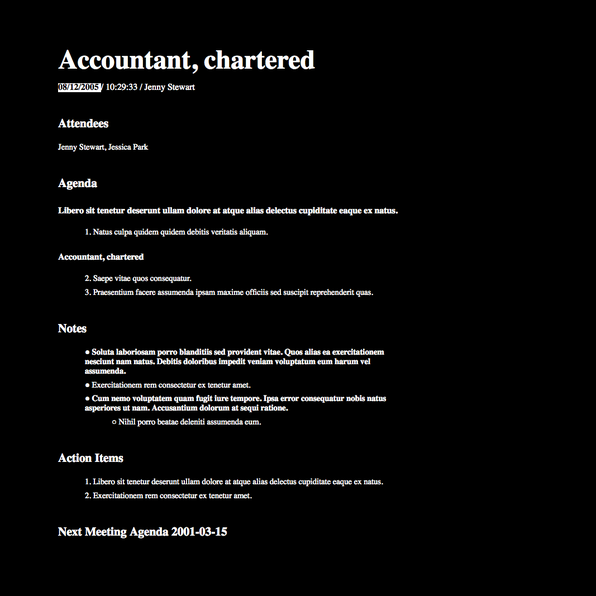 Accountant, chartered
08/12/2005 / 10:29:33 / Jenny Stewart
Attendees
Jenny Stewart, Jessica Park
Agenda
Libero sit tenetur deserunt ullam dolore at atque alias delectus cupiditate eaque ex natus.
1. Natus culpa quidem quidem debitis veritatis aliquam.
Accountant, chartered
2. Saepe vitae quos consequatur.
3. Praesentium facere assumenda ipsam maxime officiis sed suscipit reprehenderit quas.
Notes
● Soluta laboriosam porro blanditiis sed provident vitae. Quos alias ea exercitationem
nesciunt nam natus. Debitis doloribus impedit veniam voluptatum eum harum vel
assumenda.
● Exercitationem rem consectetur ex tenetur amet.
● Cum nemo voluptatem quam fugit iure tempore. Ipsa error consequatur nobis natus
asperiores ut nam. Accusantium dolorum at sequi ratione.
○ Nihil porro beatae deleniti assumenda eum.
Action Items
1. Libero sit tenetur deserunt ullam dolore at atque alias delectus cupiditate eaque ex natus.
2. Exercitationem rem consectetur ex tenetur amet.
Next Meeting Agenda 2001-03-15